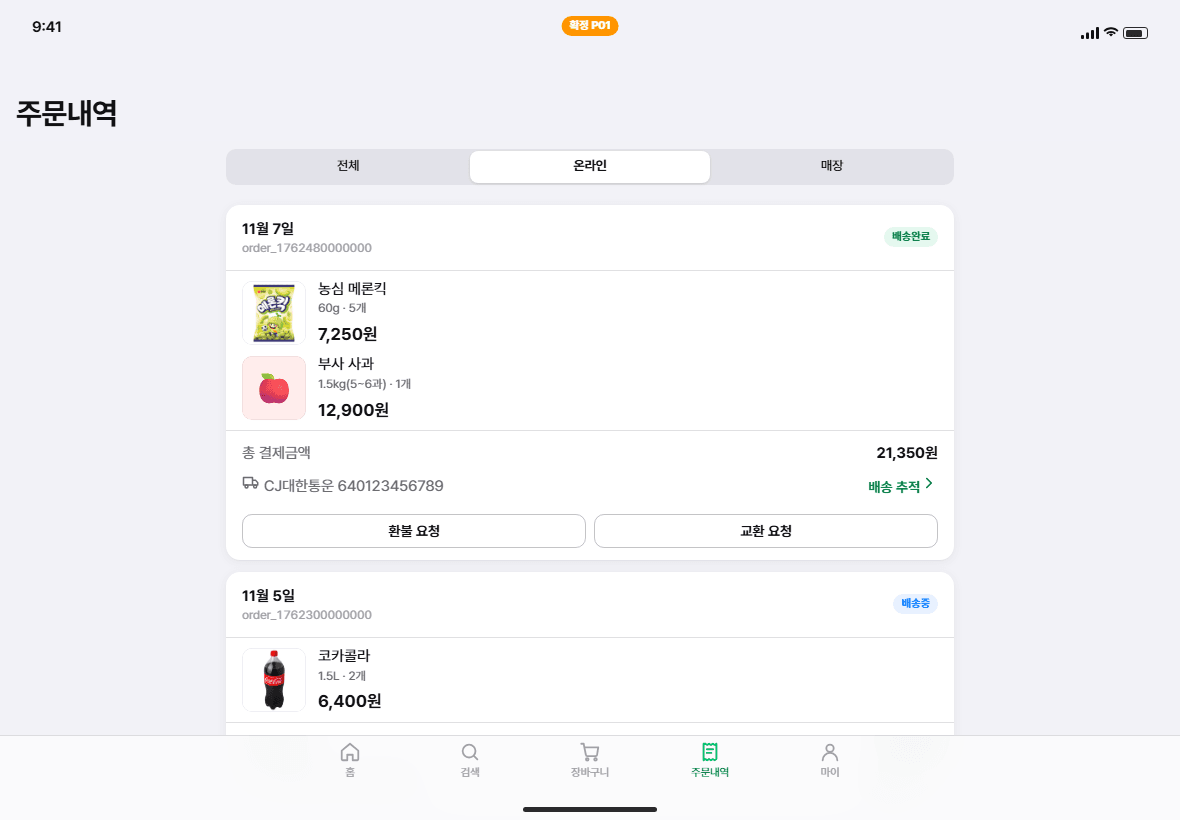 9:41
확정 P01
주문내역
전체
온라인
매장
11월 7일
order_1762480000000
배송완료
농심 메론킥
60g · 5개
7,250원
부사 사과
1.5kg(5~6과) · 1개
12,900원
총 결제금액
21,350원
CJ대한통운 640123456789
배송 추적
환불 요청
교환 요청
11월 5일
order_1762300000000
배송중
코카콜라
1.5L · 2개
6,400원
홈
검색
장바구니
주문내역
마이